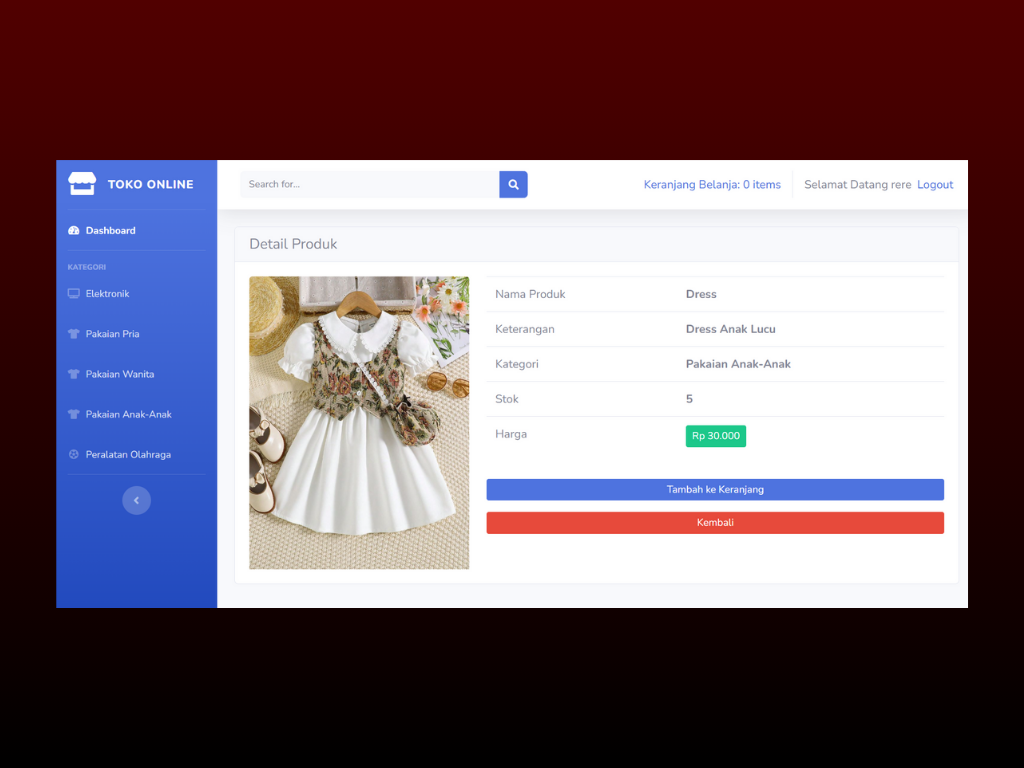 TOKO ONLINE
Search for...
Keranjang Belanja: 0 items
Selamat Datang rere Logout
Dashboard
KATEGORI
Elektronik
Pakaian Pria
Pakaian Wanita
Pakaian Anak-Anak
Peralatan Olahraga
Detail Produk
Nama Produk Dress
Keterangan Dress Anak Lucu
Kategori Pakaian Anak-Anak
Stok 5
Harga Rp 30.000
Tambah ke Keranjang
Kembali